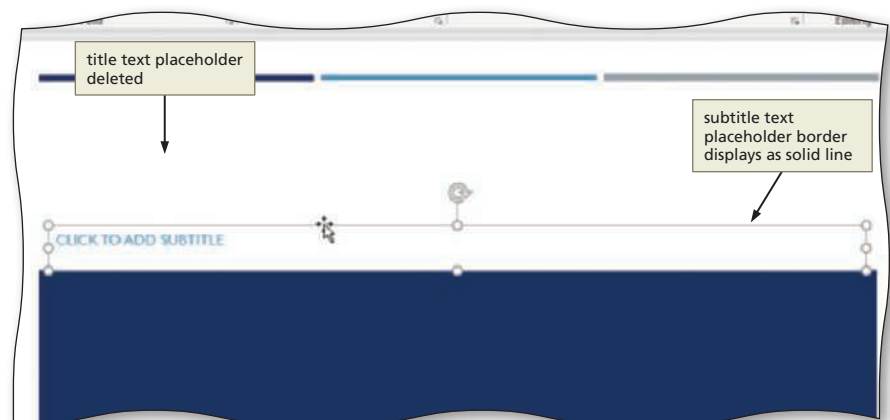 title text placeholder
deleted
subtitle text
placeholder border
displays as solid line
CLICK TO ADD SUBTITLE